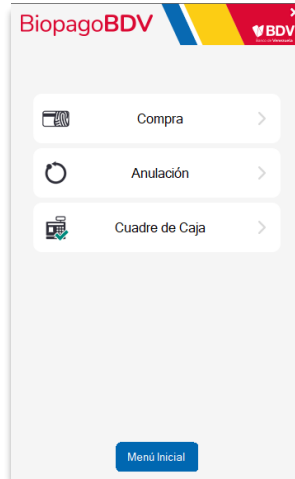 BiopagoBDV
BDV
Banco de Venezuela
Compra
Anulación
Cuadre de Caja
Menú Inicial